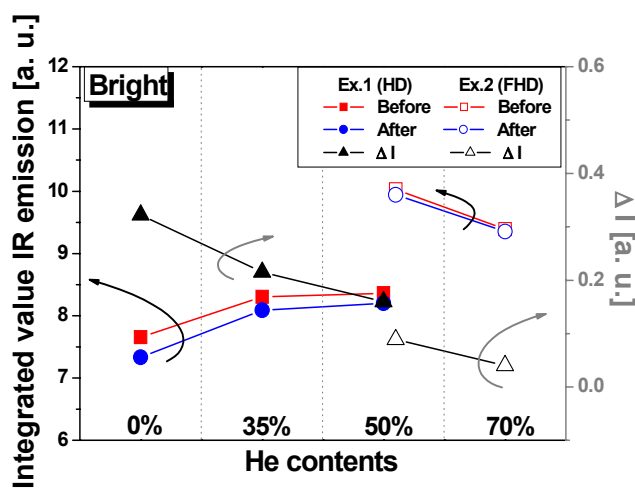 Integrated value IR emission [a. u.]
12
11
10
9
8
7
6
Bright
Ex.1 (HD) Ex.2 (FHD)
Before Before
After After
Δ I Δ I
0.6
0.4
0.2
0.0
Δ I [a. u.]
0% 35% 50% 70%
He contents